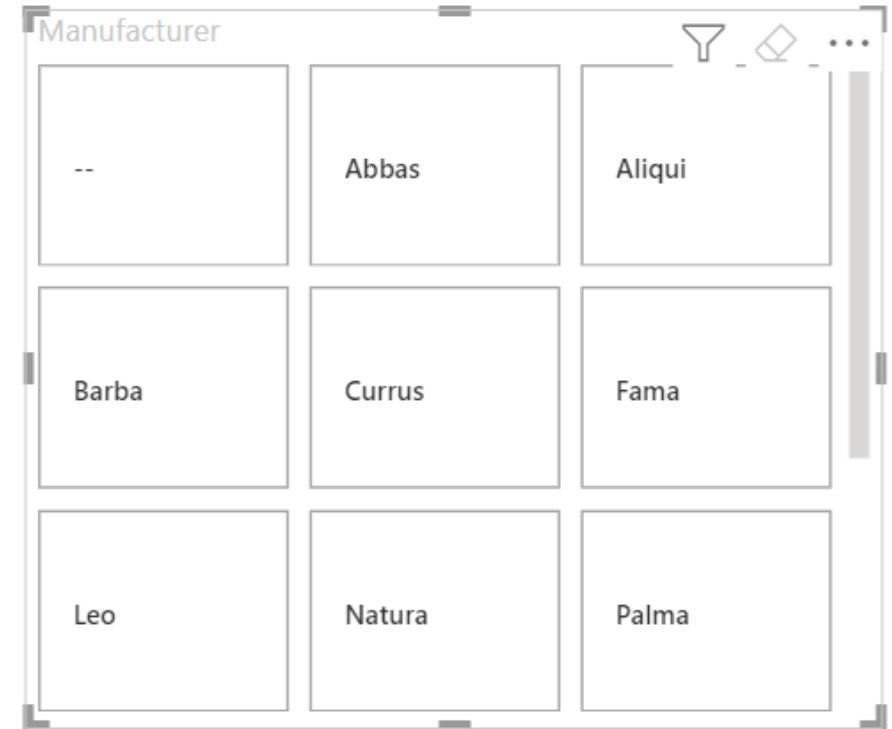 Manufacturer
--
Abbas
Aliqui
Barba
Currus
Fama
Leo
Natura
Palma